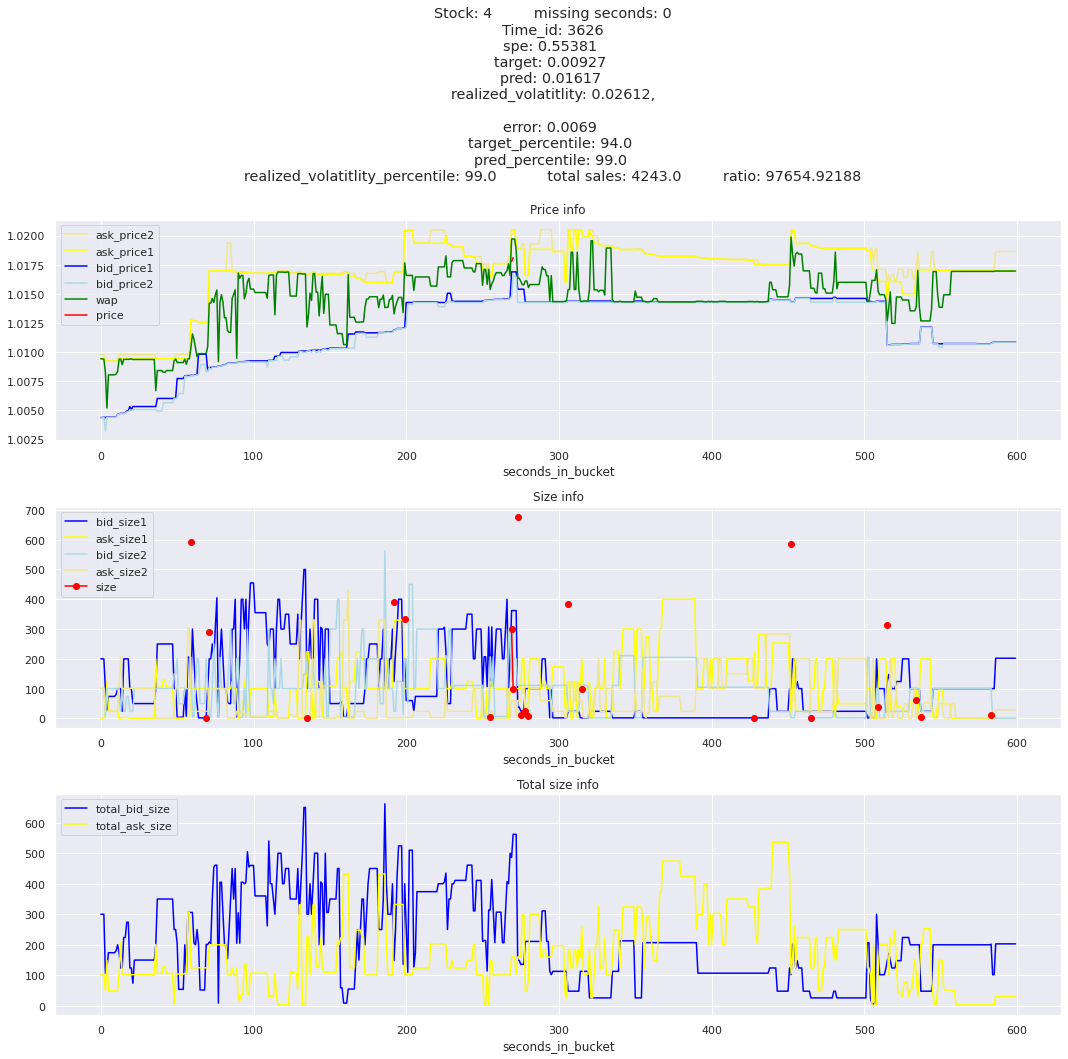 Stock: 4 missing seconds: 0
Time_id: 3626
spe: 0.55381
target: 0.00927
pred: 0.01617
realized_volatitlity: 0.02612,
error: 0.0069
target_percentile: 94.0
pred_percentile: 99.0
realized_volatitlity_percentile: 99.0 total sales: 4243.0 ratio: 97654.92188
Price info
ask_price2
ask_price1
bid_price1
bid_price2
wap
price
1.0200
1.0175
1.0150
1.0125
1.0100
1.0075
1.0050
1.0025
0 100 200 300 400 500 600
seconds_in_bucket
Size info
bid_size1
ask_size1
bid_size2
ask_size2
size
700
600
500
400
300
200
100
0
0 100 200 300 400 500 600
seconds_in_bucket
Total size info
total_bid_size
total_ask_size
600
500
400
300
200
100
0
0 100 200 300 400 500 600
seconds_in_bucket